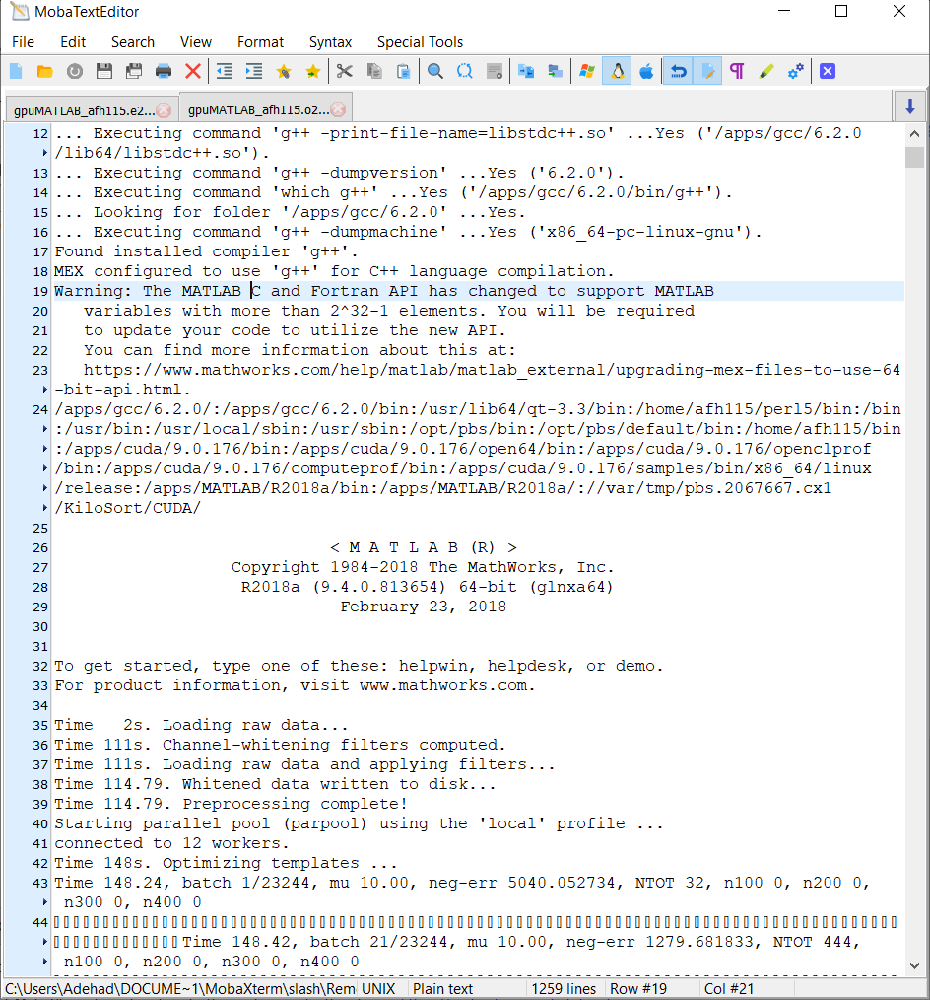 MobaTextEditor
File Edit Search View Format Syntax Special Tools
gpuMATLAB_afh115.e2... gpuMATLAB_afh115.o2...
12 ... Executing command 'g++ -print-file-name=libstdc++.so' ...Yes ('/apps/gcc/6.2.0
/lib64/libstdc++.so').
13 ... Executing command 'g++ -dumpversion' ...Yes ('6.2.0').
14 ... Executing command 'which g++' ...Yes ('/apps/gcc/6.2.0/bin/g++').
15 ... Looking for folder '/apps/gcc/6.2.0' ...Yes.
16 ... Executing command 'g++ -dumpmachine' ...Yes ('x86_64-pc-linux-gnu').
17 Found installed compiler 'g++'.
18 MEX configured to use 'g++' for C++ language compilation.
19 Warning: The MATLAB C and Fortran API has changed to support MATLAB
20 variables with more than 2^32-1 elements. You will be required
21 to update your code to utilize the new API.
22 You can find more information about this at:
23 https://www.mathworks.com/help/matlab/matlab_external/upgrading-mex-files-to-use-64
-bit-api.html.
24 /apps/gcc/6.2.0/:/apps/gcc/6.2.0/bin:/usr/lib64/qt-3.3/bin:/home/afh115/perl5/bin:/bin
:/usr/bin:/usr/local/sbin:/usr/sbin:/opt/pbs/bin:/opt/pbs/default/bin:/home/afh115/bin
:/apps/cuda/9.0.176/bin:/apps/cuda/9.0.176/open64/bin:/apps/cuda/9.0.176/openclprof
/bin:/apps/cuda/9.0.176/computeprof/bin:/apps/cuda/9.0.176/samples/bin/x86_64/linux
/release:/apps/MATLAB/R2018a/bin:/apps/MATLAB/R2018a/://var/tmp/pbs.2067667.cx1
/KiloSort/CUDA/
25
26 < M A T L A B (R) >
27 Copyright 1984-2018 The MathWorks, Inc.
28 R2018a (9.4.0.813654) 64-bit (glnxa64)
29 February 23, 2018
30
31
32 To get started, type one of these: helpwin, helpdesk, or demo.
33 For product information, visit www.mathworks.com.
34
35 Time 2s. Loading raw data...
36 Time 111s. Channel-whitening filters computed.
37 Time 111s. Loading raw data and applying filters...
38 Time 114.79. Whitened data written to disk...
39 Time 114.79. Preprocessing complete!
40 Starting parallel pool (parpool) using the 'local' profile ...
41 connected to 12 workers.
42 Time 148s. Optimizing templates ...
43 Time 148.24, batch 1/23244, mu 10.00, neg-err 5040.052734, NTOT 32, n100 0, n200 0,
n300 0, n400 0
44
Time 148.42, batch 21/23244, mu 10.00, neg-err 1279.681833, NTOT 444,
n100 0, n200 0, n300 0, n400 0
C:\Users\Adehad\DOCUME~1\MobaXterm\slash\Rem UNIX Plain text 1259 lines Row #19 Col #21